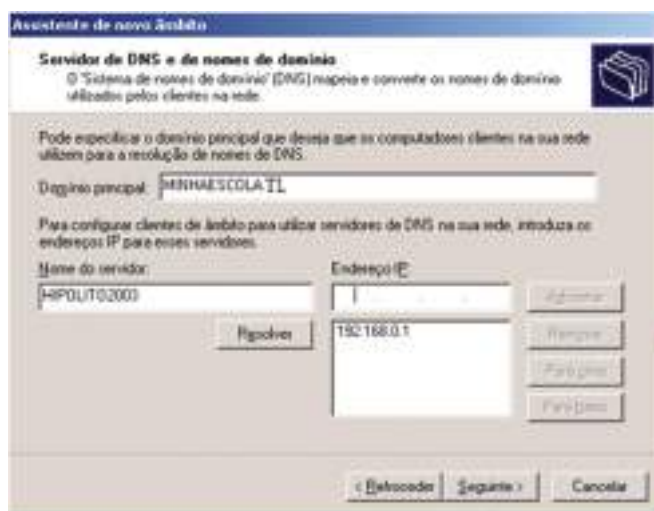 Assistente de novo âmbito
Servidor de DNS e de nomes de domínio
O 'Sistema de nomes de domínio' (DNS) mapeia e converte os nomes de domínio
utilizados pelos clientes na rede.
Pode especificar o domínio principal que deseja que os computadores clientes na sua rede
utilizem para a resolução de nomes de DNS.
Domínio principal: MINHAESCOLA.TL
Para configurar clientes de âmbito para utilizar servidores de DNS na sua rede, introduza os
endereços IP para esses servidores.
Nome do servidor: Endereço IP:
HIPOLITO2003
Resolver 192.168.0.1
Adicionar
Remover
Para cima
Para baixo
< Retroceder Seguinte > Cancelar